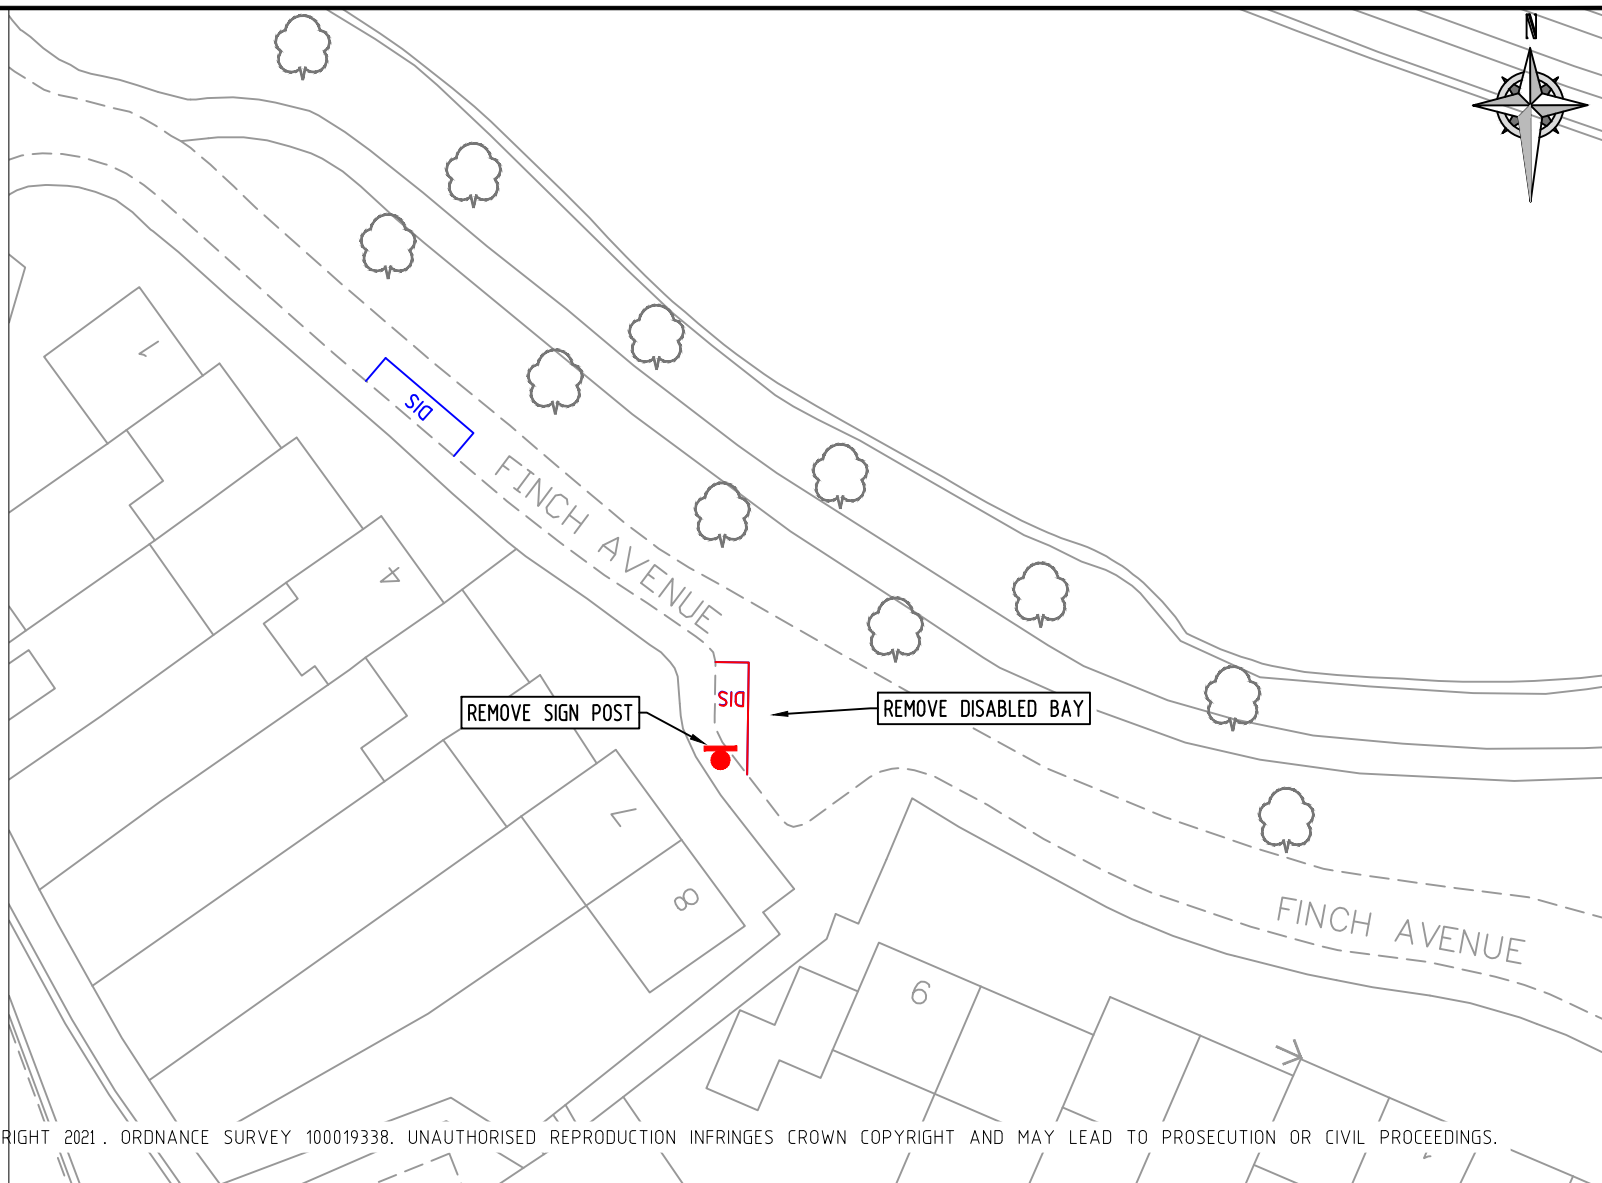 N
1
DIS
FINCH AVENUE
4
DIS
REMOVE SIGN POST
REMOVE DISABLED BAY
7
8
FINCH AVENUE
9
RIGHT 2021. ORDNANCE SURVEY 100019338. UNAUTHORISED REPRODUCTION INFRINGES CROWN COPYRIGHT AND MAY LEAD TO PROSECUTION OR CIVIL PROCEEDINGS.